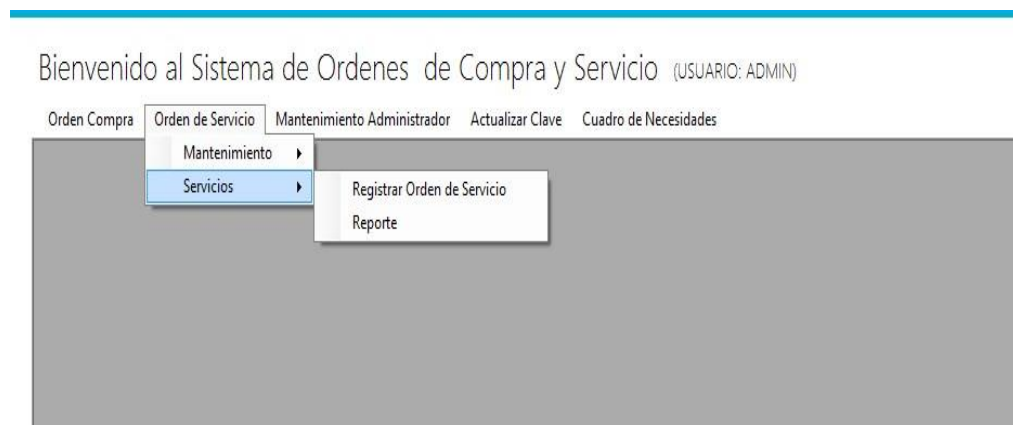 Bienvenido al Sistema de Ordenes de Compra y Servicio (USUARIO: ADMIN)
Orden Compra Orden de Servicio Mantenimiento Administrador Actualizar Clave Cuadro de Necesidades
Mantenimiento
Servicios
Registrar Orden de Servicio
Reporte